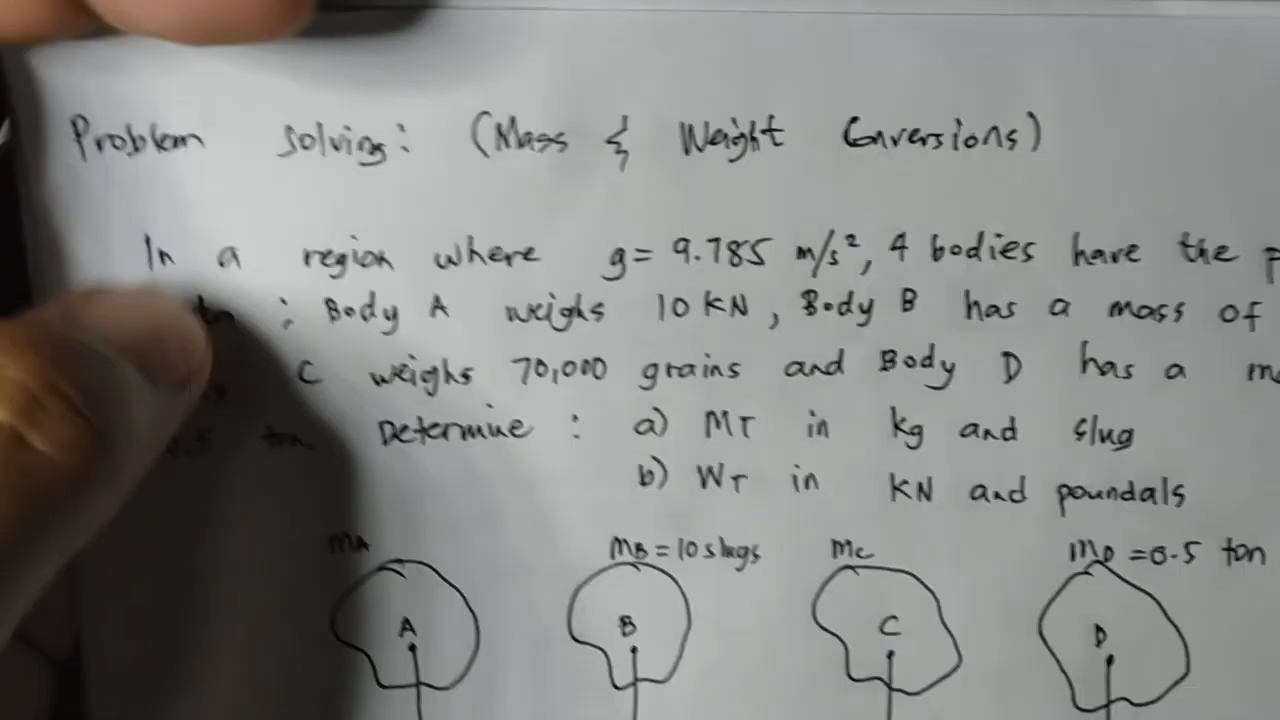 Problem Solving: (Mass & Weight Conversions)
In a region where g = 9.785 m/s², 4 bodies have the
: Body A weighs 10 KN, Body B has a mass of
C weighs 70,000 grains and Body D has a
ton Determine : a) MT in kg and slug
b) WT in KN and poundals
MA MB = 10 slugs MC MD = 0.5 ton
A B C D